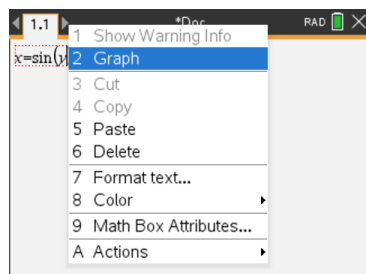 1.1 *Doc RAD
x=sin(y
1 Show Warning Info
2 Graph
3 Cut
4 Copy
5 Paste
6 Delete
7 Format text...
8 Color
9 Math Box Attributes...
A Actions